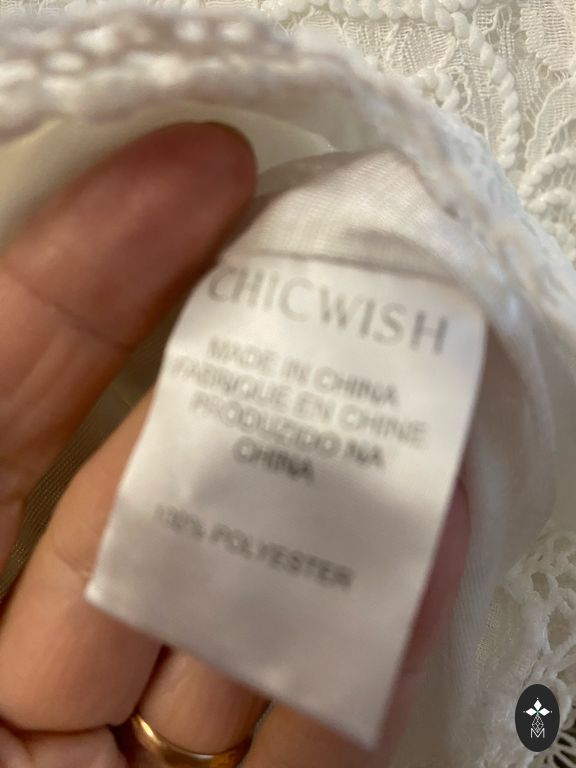 CHICWISH
MADE IN CHINA
FABRIQUE EN CHINE
PRODUZIDO NA
CHINA
100% POLYESTER
M